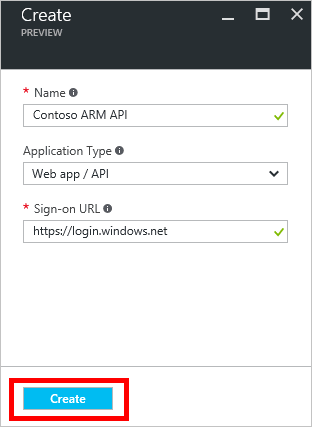 Create
PREVIEW
* Name
Contoso ARM API
Application Type
Web app / API
* Sign-on URL
https://login.windows.net
Create